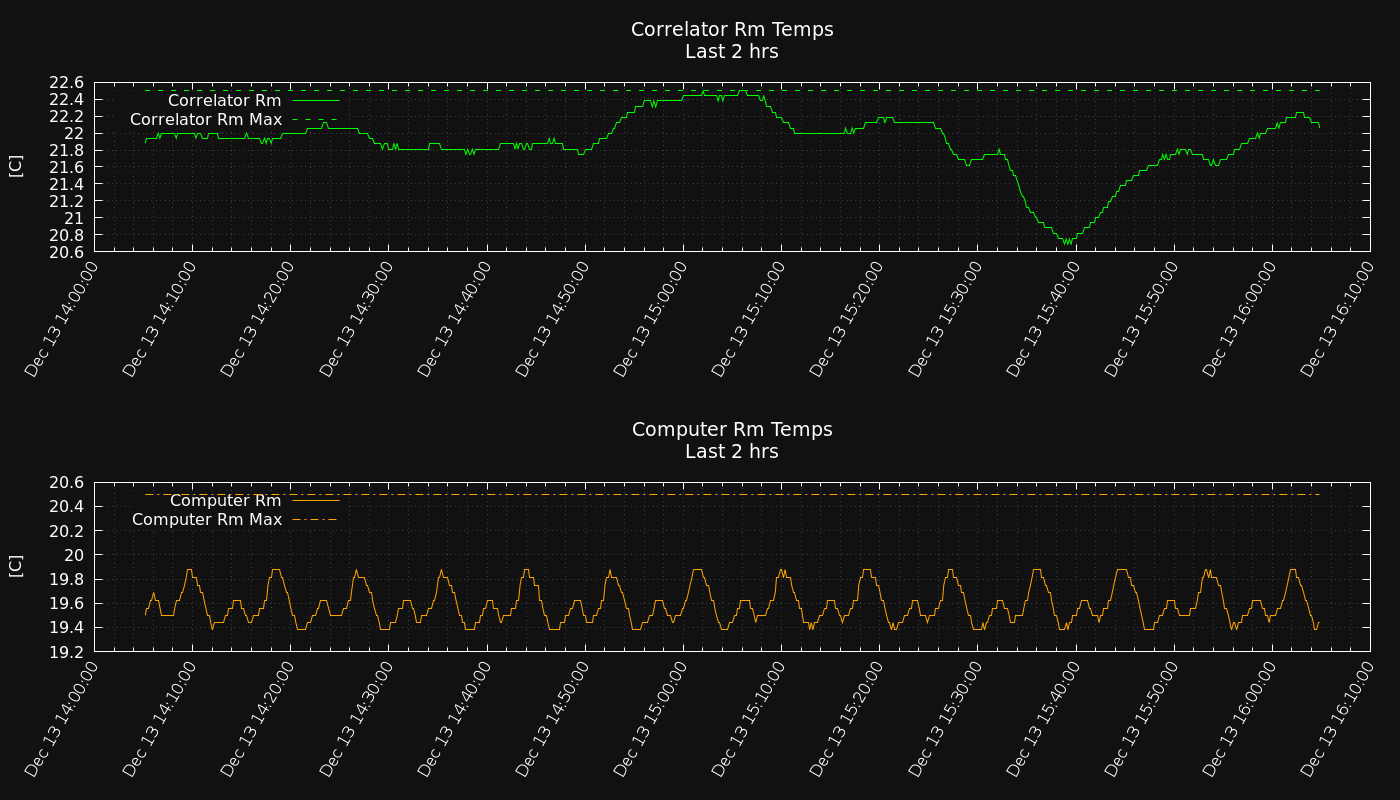 Correlator Rm Temps
Last 2 hrs
[C]
22.6
22.4
22.2
22
21.8
21.6
21.4
21.2
21
20.8
20.6
Correlator Rm
Correlator Rm Max
Dec 13 14:00:00
Dec 13 14:10:00
Dec 13 14:20:00
Dec 13 14:30:00
Dec 13 14:40:00
Dec 13 14:50:00
Dec 13 15:00:00
Dec 13 15:10:00
Dec 13 15:20:00
Dec 13 15:30:00
Dec 13 15:40:00
Dec 13 15:50:00
Dec 13 16:00:00
Dec 13 16:10:00
Computer Rm Temps
Last 2 hrs
[C]
20.6
20.4
20.2
20
19.8
19.6
19.4
19.2
Computer Rm
Computer Rm Max
Dec 13 14:00:00
Dec 13 14:10:00
Dec 13 14:20:00
Dec 13 14:30:00
Dec 13 14:40:00
Dec 13 14:50:00
Dec 13 15:00:00
Dec 13 15:10:00
Dec 13 15:20:00
Dec 13 15:30:00
Dec 13 15:40:00
Dec 13 15:50:00
Dec 13 16:00:00
Dec 13 16:10:00